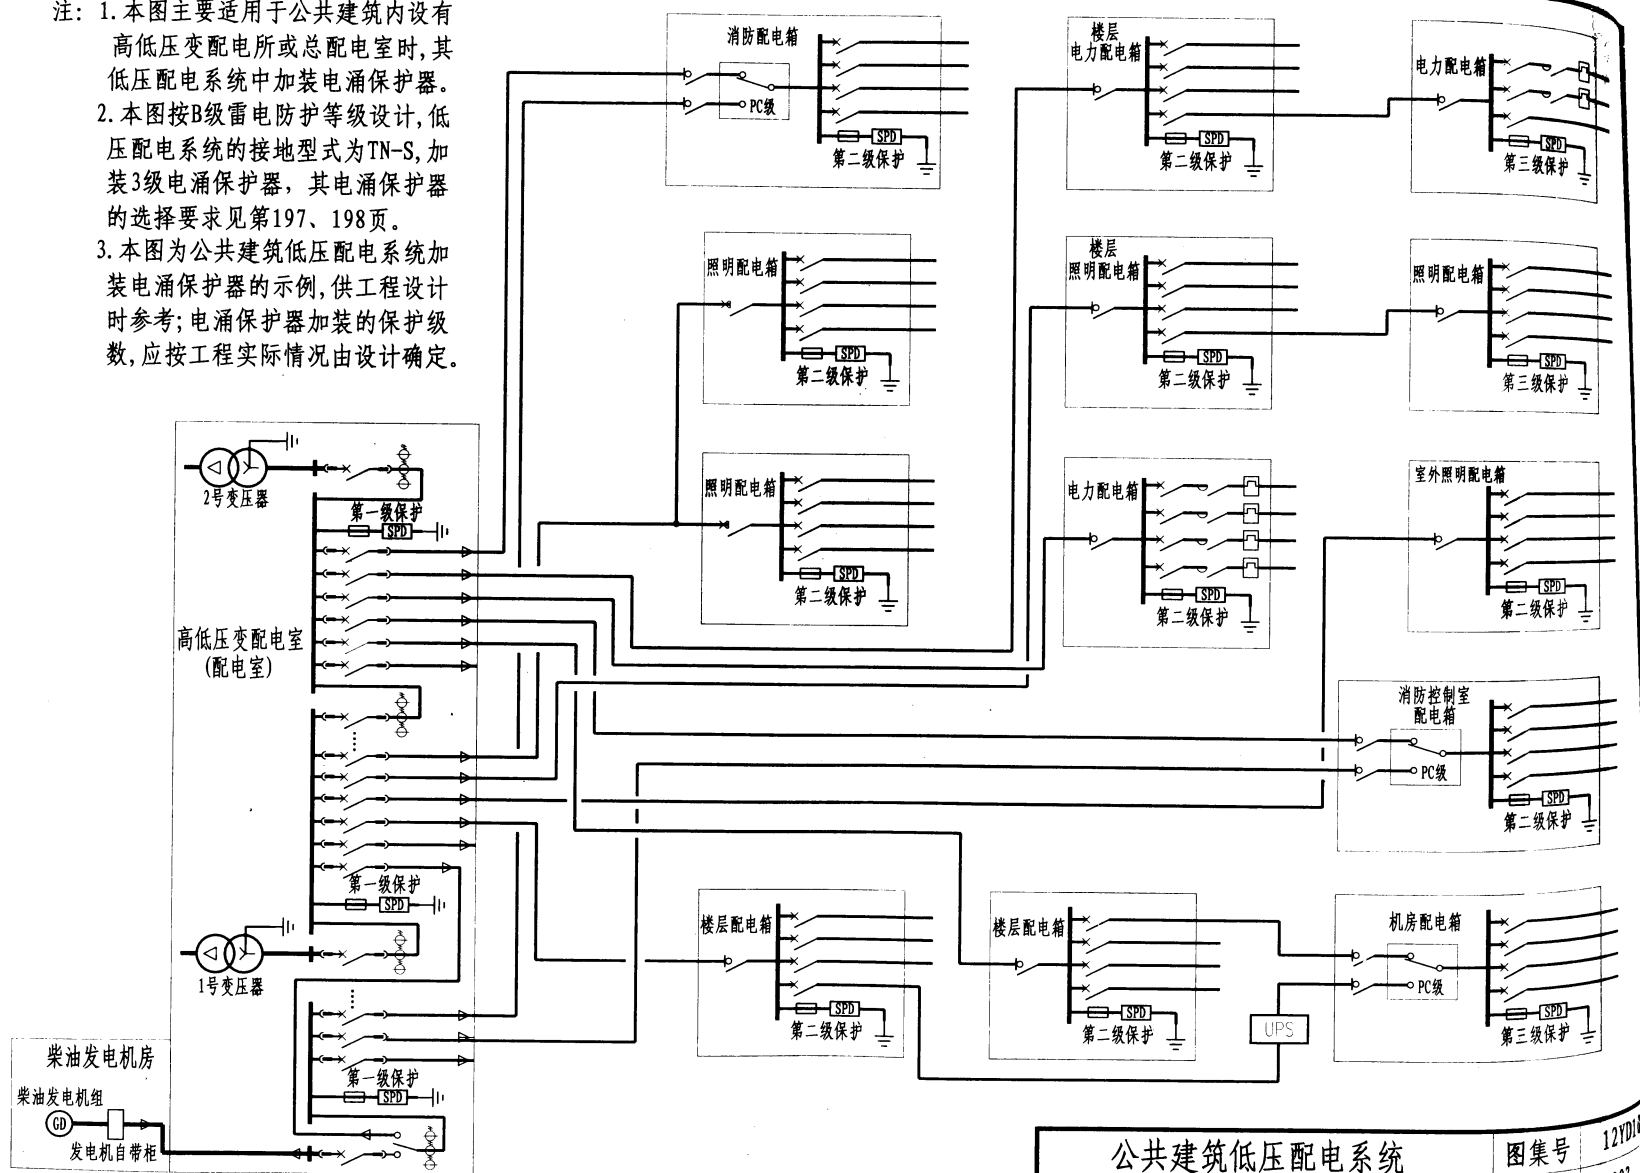 注: 1.本图主要适用于公共建筑内设有
高低压变配电所或总配电室时,其
低压配电系统中加装电涌保护器。
2.本图按B级雷电防护等级设计,低
压配电系统的接地型式为TN-S,加
装3级电涌保护器, 其电涌保护器
的选择要求见第197、198页。
3.本图为公共建筑低压配电系统加
装电涌保护器的示例,供工程设计
时参考;电涌保护器加装的保护级
数,应按工程实际情况由设计确定。
消防配电箱
PC级
SPD
第二级保护
楼层
电力配电箱
SPD
第二级保护
电力配电箱
SPD
第三级保护
照明配电箱
SPD
第二级保护
楼层
照明配电箱
SPD
第二级保护
照明配电箱
SPD
第三级保护
照明配电箱
SPD
第二级保护
电力配电箱
SPD
第二级保护
室外照明配电箱
SPD
第二级保护
2号变压器
第一级保护
SPD
高低压变配电室
(配电室)
消防控制室
配电箱
PC级
SPD
第二级保护
第一级保护
SPD
1号变压器
楼层配电箱
SPD
第二级保护
楼层配电箱
SPD
第二级保护
机房配电箱
PC级
SPD
第三级保护
UPS
第一级保护
SPD
柴油发电机房
柴油发电机组
GD
发电机自带柜
公共建筑低压配电系统
图集号